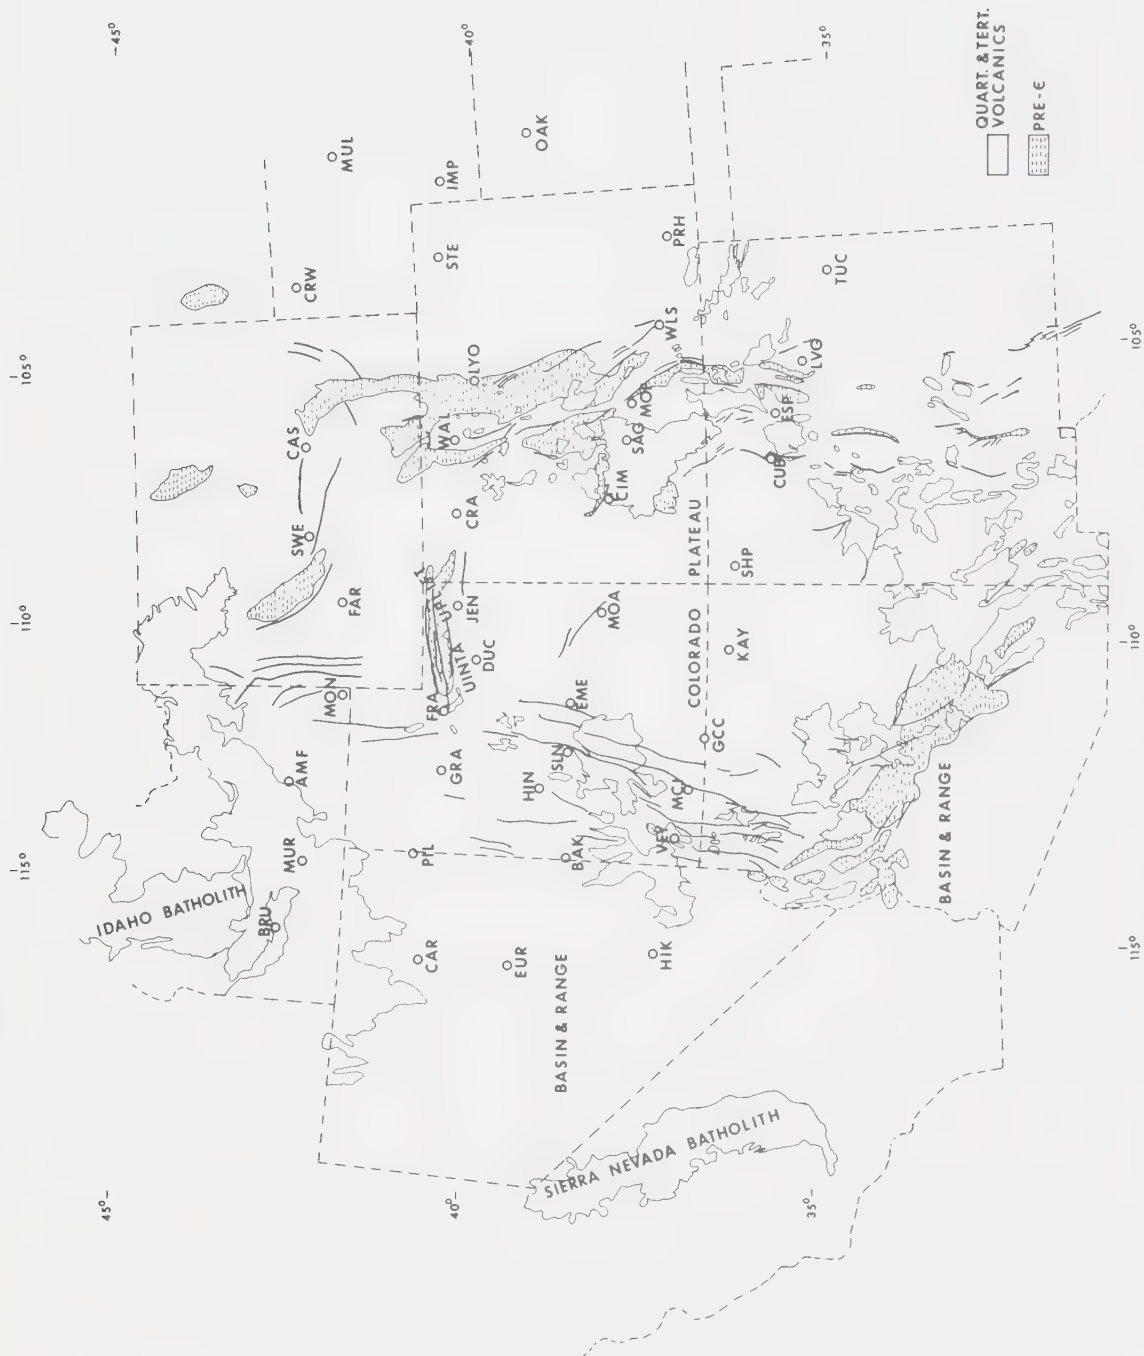 45°
40°
35°
QUART. & TERT.
VOLCANICS
PRE-Є
MUL
IMP
OAK
STE
PRH
CRW
TUC
105°
WLS
105°
LYO
LVG
CAS
WAL
MOF
ESP
SAG
CUB
CIM
CRA
SWE
SHP
FAR
JEN
MOA
110°
UINTA UPLIFT
DUC
COLORADO PLATEAU
KAY
110°
MON
FRA
EME
GCC
AMF
GRA
SLN
HIN
MCJ
MUR
PIL
BAK
VEY
BASIN & RANGE
115°
IDAHO BATHOLITH
BRU
CAR
EUR
HIK
115°
BASIN & RANGE
SIERRA NEVADA BATHOLITH
45°
40°
35°